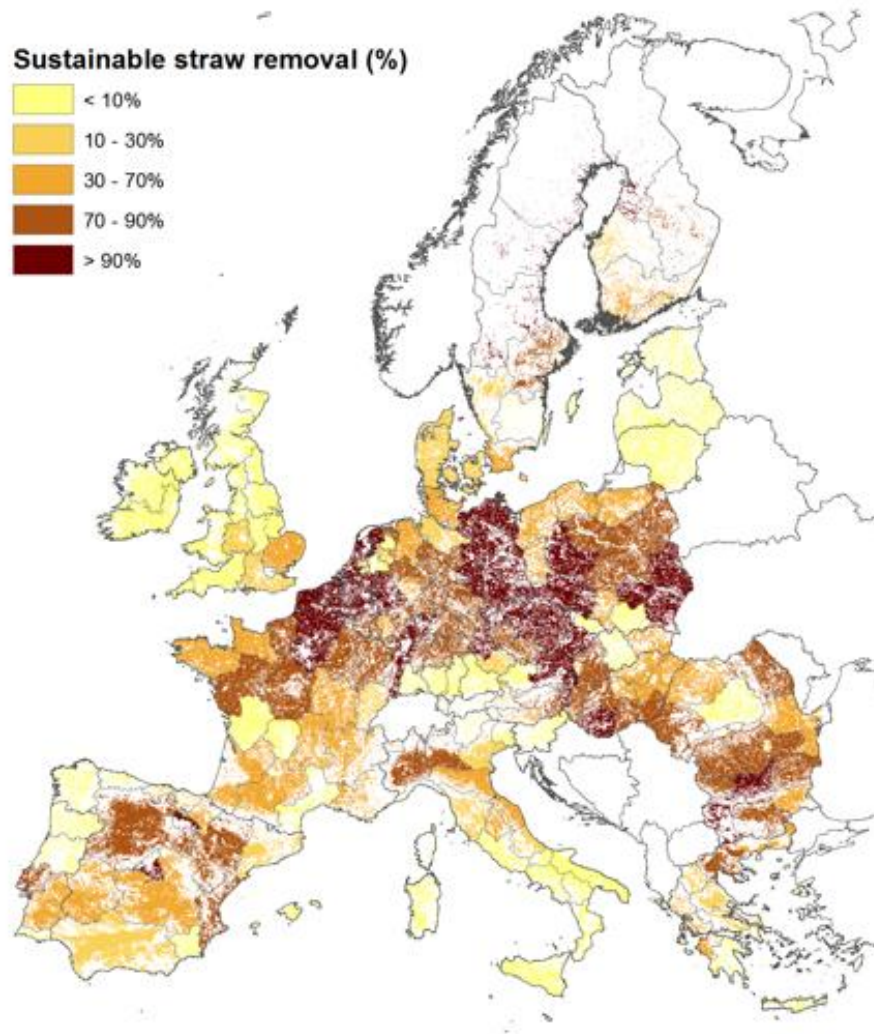 Sustainable straw removal (%)
< 10%
10 - 30%
30 - 70%
70 - 90%
> 90%